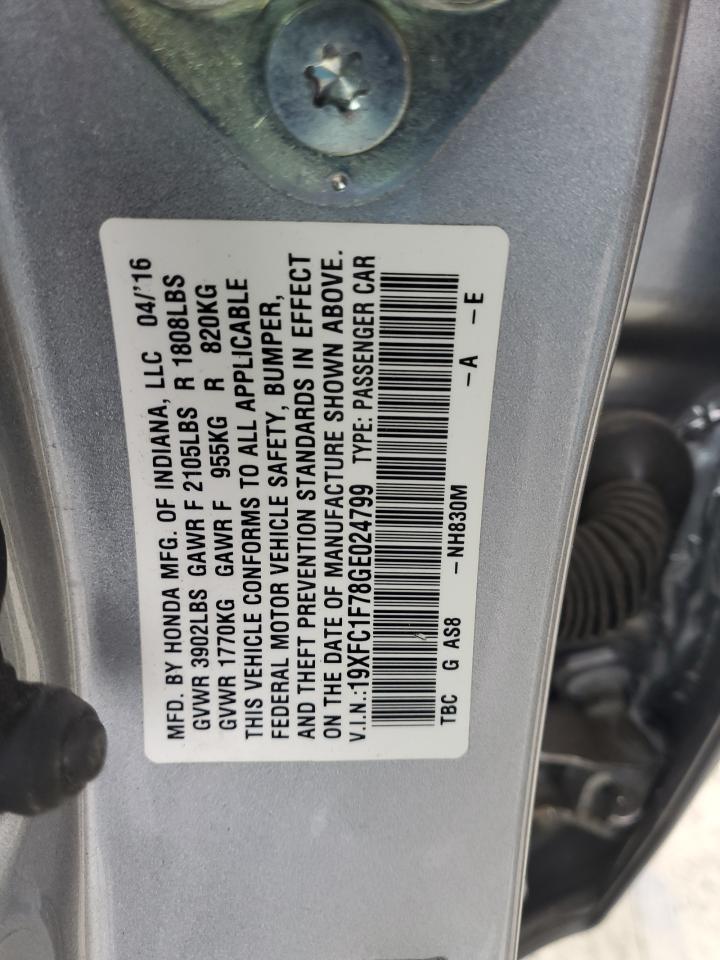 MFD. BY HONDA MFG. OF INDIANA, LLC 04/'16
GVWR 3902LBS GAWR F 2105LBS R 1808LBS
GVWR 1770KG GAWR F 955KG R 820KG
THIS VEHICLE CONFORMS TO ALL APPLICABLE
FEDERAL MOTOR VEHICLE SAFETY, BUMPER,
AND THEFT PREVENTION STANDARDS IN EFFECT
ON THE DATE OF MANUFACTURE SHOWN ABOVE.
V.I.N.:19XFC1F78GE024799 TYPE: PASSENGER CAR
TBC G AS8 -NH830M -A -E